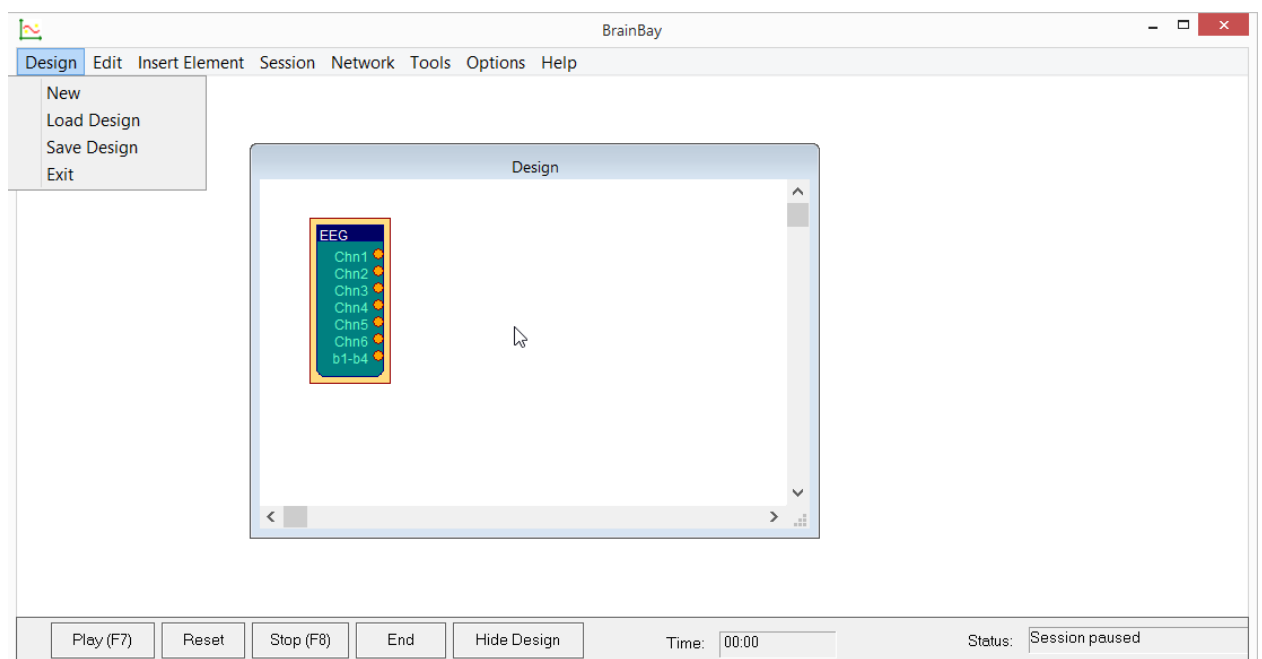 BrainBay
Design Edit Insert Element Session Network Tools Options Help
New
Load Design
Save Design
Exit
Design
EEG
Chn1
Chn2
Chn3
Chn4
Chn5
Chn6
b1-b4
Play (F7) Reset Stop (F8) End Hide Design Time: 00:00 Status: Session paused